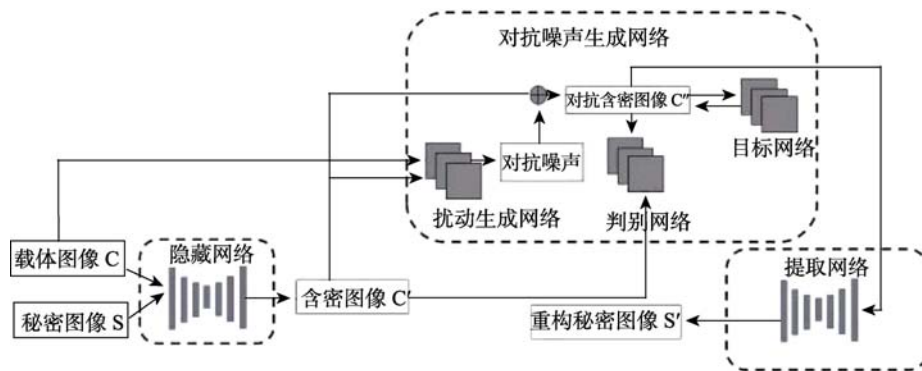 对抗噪声生成网络
对抗含密图像 C″
目标网络
对抗噪声
扰动生成网络
判别网络
载体图像 C
隐藏网络
提取网络
秘密图像 S
含密图像 C′
重构秘密图像 S′